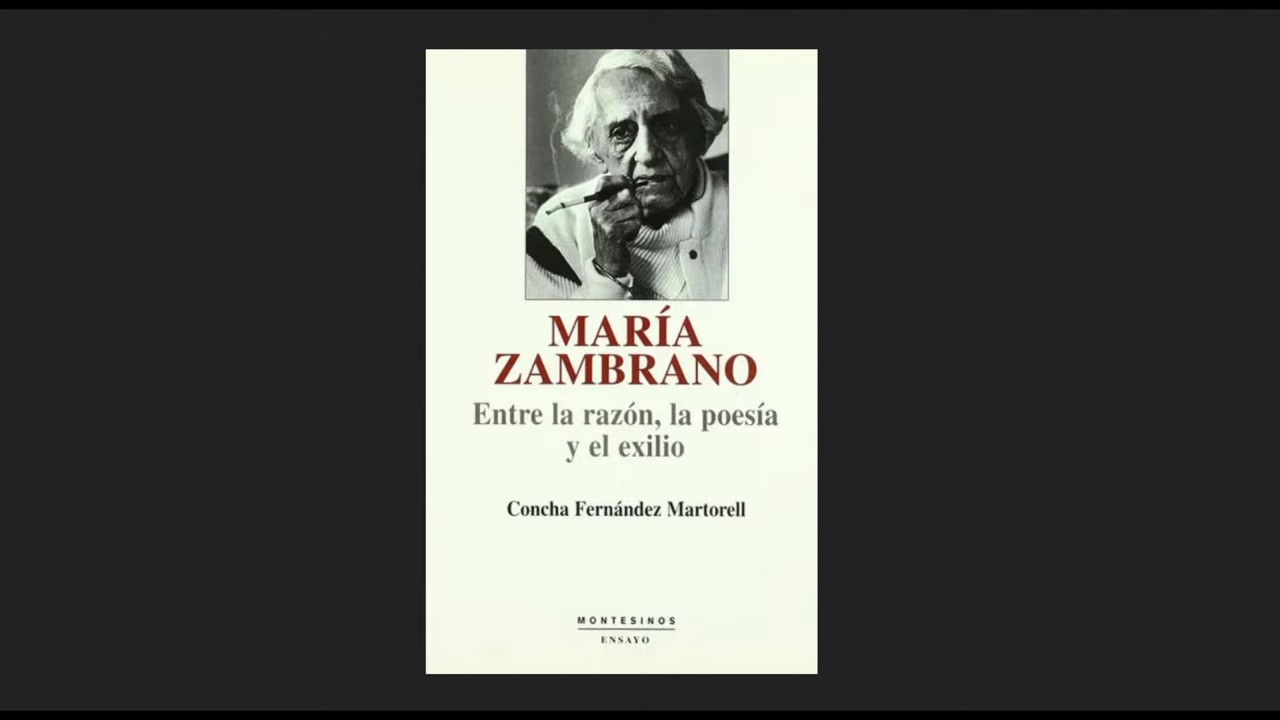 MARÍA
ZAMBRANO
Entre la razón, la poesía
y el exilio
Concha Fernández Martorell
MONTESINOS
ENSAYO